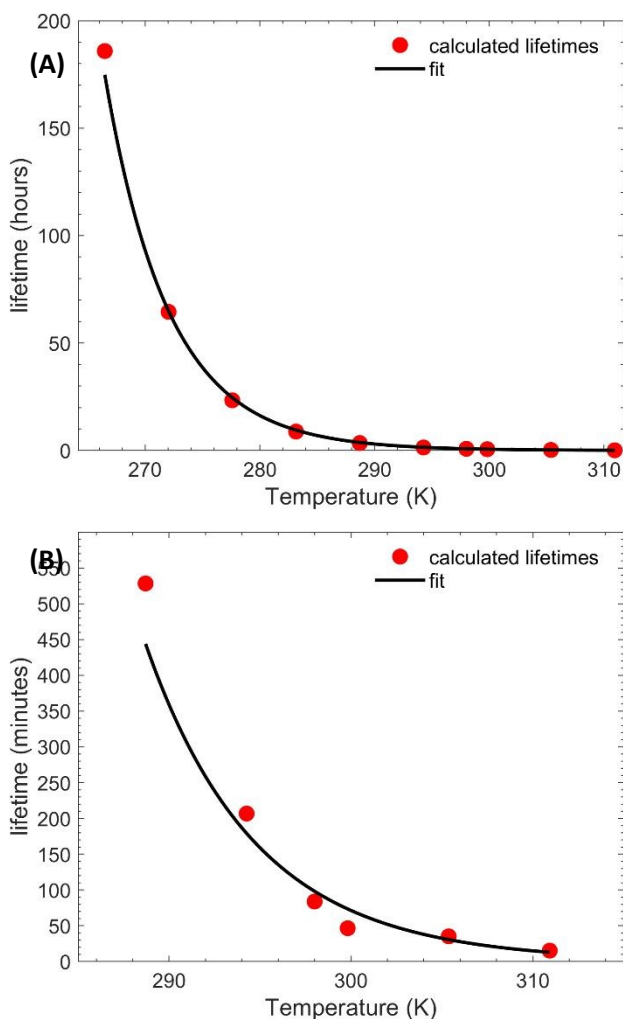 200
(A)
calculated lifetimes
fit
150
100
50
0
lifetime (hours)
270 280 290 300 310
Temperature (K)
(B)
calculated lifetimes
fit
550
500
450
400
350
300
250
200
150
100
50
0
lifetime (minutes)
290 300 310
Temperature (K)